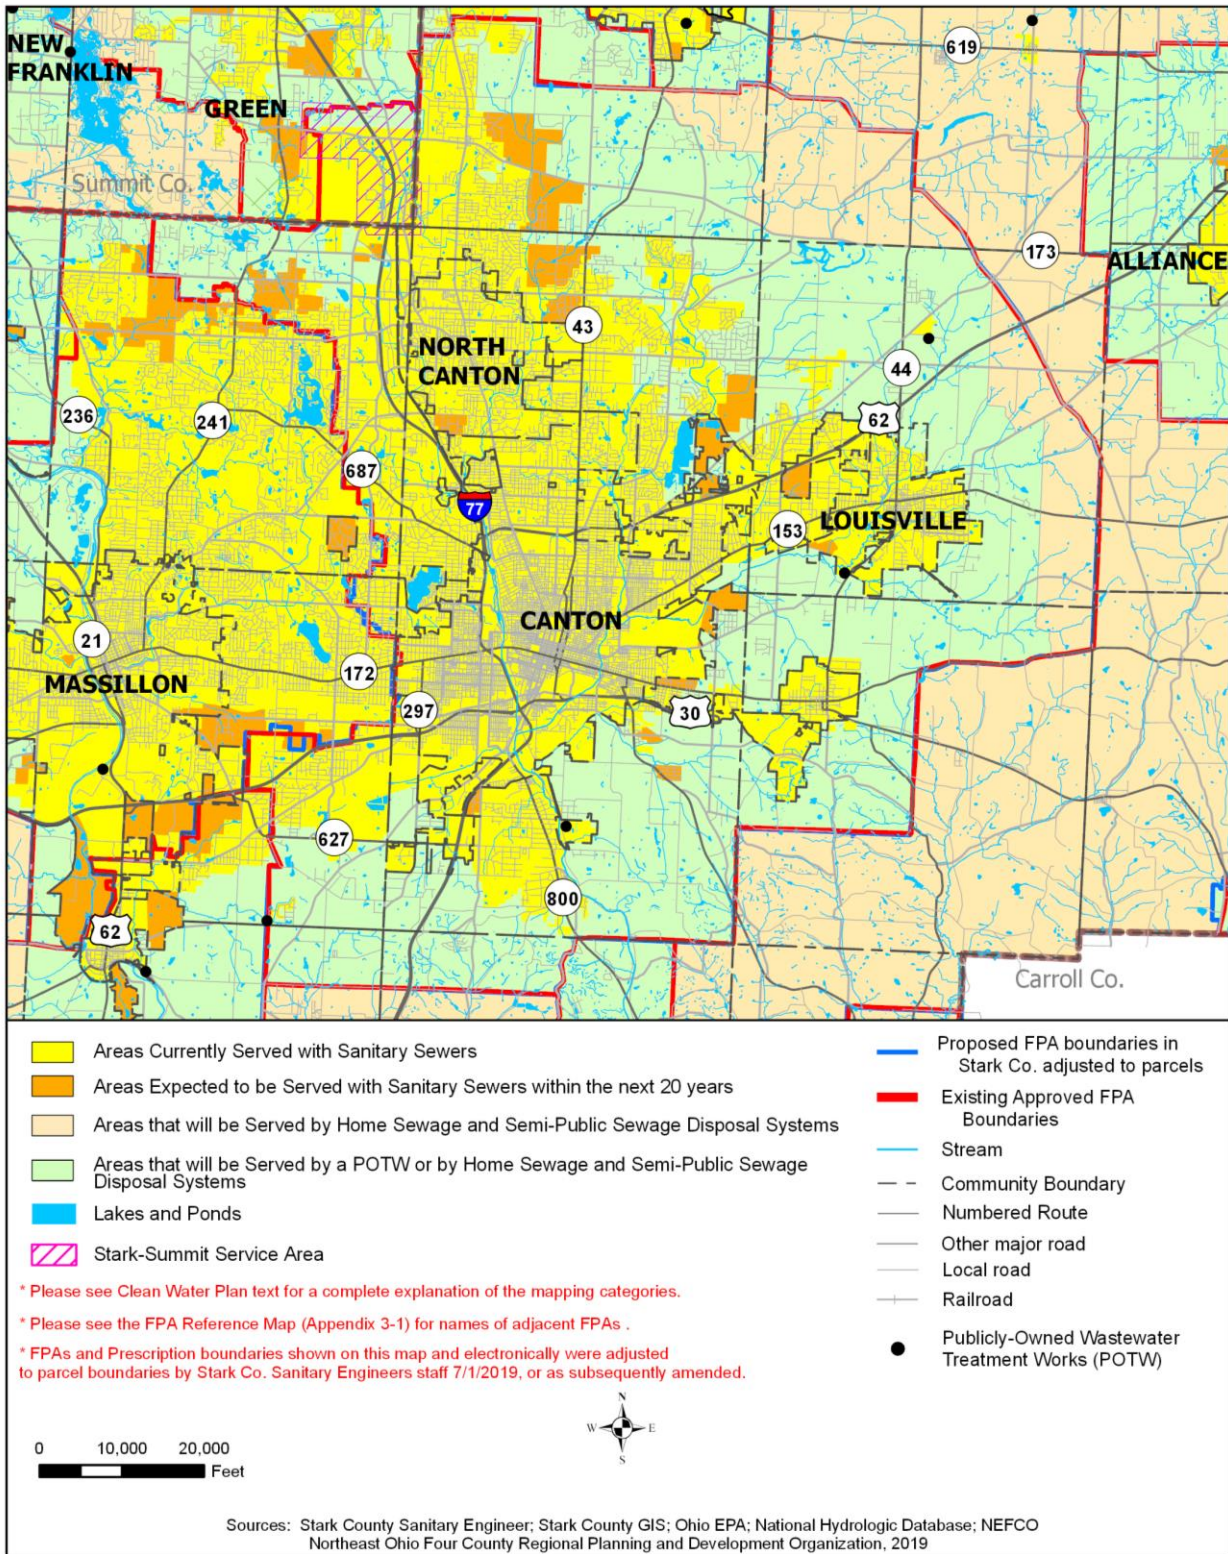 NEW
FRANKLIN
GREEN
619
Summit Co.
173
ALLIANCE
43
NORTH
CANTON
44
236
241
62
687
77
153
LOUISVILLE
CANTON
21
172
MASSILLON
297
30
627
800
62
Carroll Co.
Areas Currently Served with Sanitary Sewers
Areas Expected to be Served with Sanitary Sewers within the next 20 years
Areas that will be Served by Home Sewage and Semi-Public Sewage Disposal Systems
Areas that will be Served by a POTW or by Home Sewage and Semi-Public Sewage
Disposal Systems
Lakes and Ponds
Stark-Summit Service Area
* Please see Clean Water Plan text for a complete explanation of the mapping categories.
* Please see the FPA Reference Map (Appendix 3-1) for names of adjacent FPAs .
* FPAs and Prescription boundaries shown on this map and electronically were adjusted
to parcel boundaries by Stark Co. Sanitary Engineers staff 7/1/2019, or as subsequently amended.
Proposed FPA boundaries in
Stark Co. adjusted to parcels
Existing Approved FPA
Boundaries
Stream
Community Boundary
Numbered Route
Other major road
Local road
Railroad
Publicly-Owned Wastewater
Treatment Works (POTW)
N
W E
S
0 10,000 20,000
Feet
Sources: Stark County Sanitary Engineer; Stark County GIS; Ohio EPA; National Hydrologic Database; NEFCO
Northeast Ohio Four County Regional Planning and Development Organization, 2019